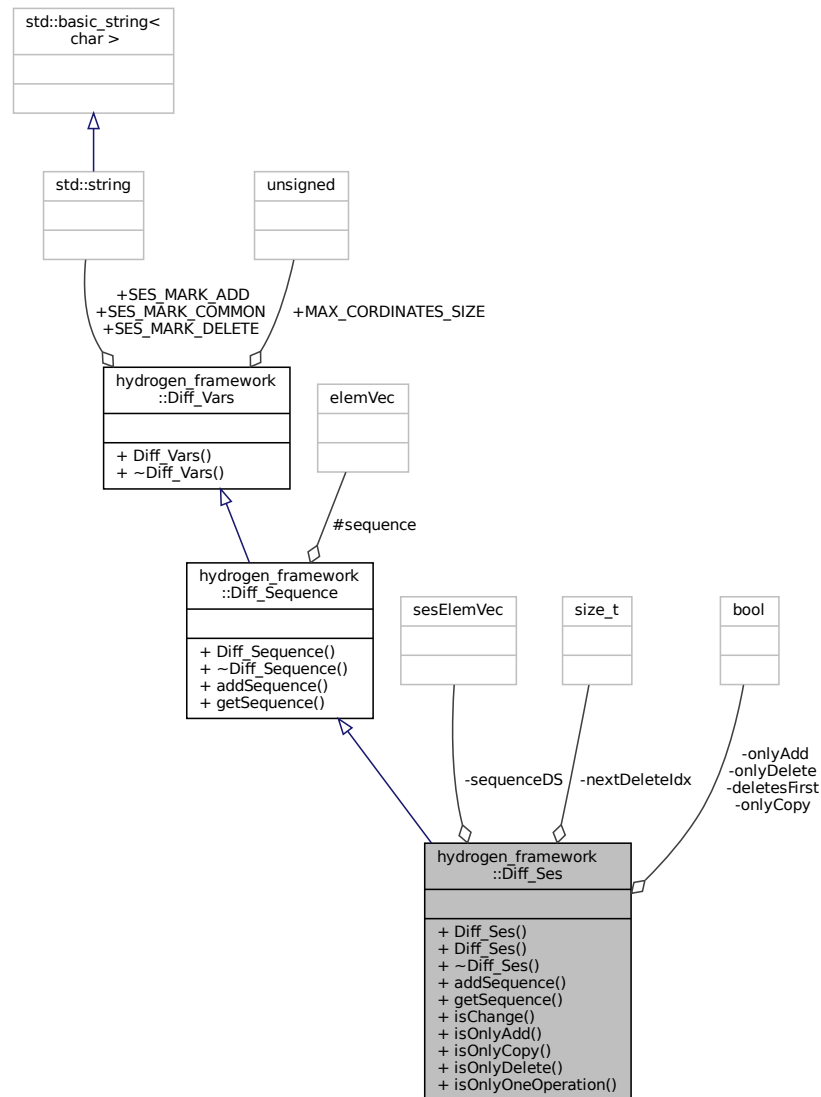 std::basic_string<
char >
std::string
unsigned
+SES_MARK_ADD
+SES_MARK_COMMON
+SES_MARK_DELETE
+MAX_CORDINATES_SIZE
hydrogen_framework
::Diff_Vars
+ Diff_Vars()
+ ~Diff_Vars()
elemVec
#sequence
hydrogen_framework
::Diff_Sequence
+ Diff_Sequence()
+ ~Diff_Sequence()
+ addSequence()
+ getSequence()
sesElemVec
size_t
bool
-sequenceDS
-nextDeleteIdx
-onlyAdd
-onlyDelete
-deletesFirst
-onlyCopy
hydrogen_framework
::Diff_Ses
+ Diff_Ses()
+ Diff_Ses()
+ ~Diff_Ses()
+ addSequence()
+ getSequence()
+ isChange()
+ isOnlyAdd()
+ isOnlyCopy()
+ isOnlyDelete()
+ isOnlyOneOperation()